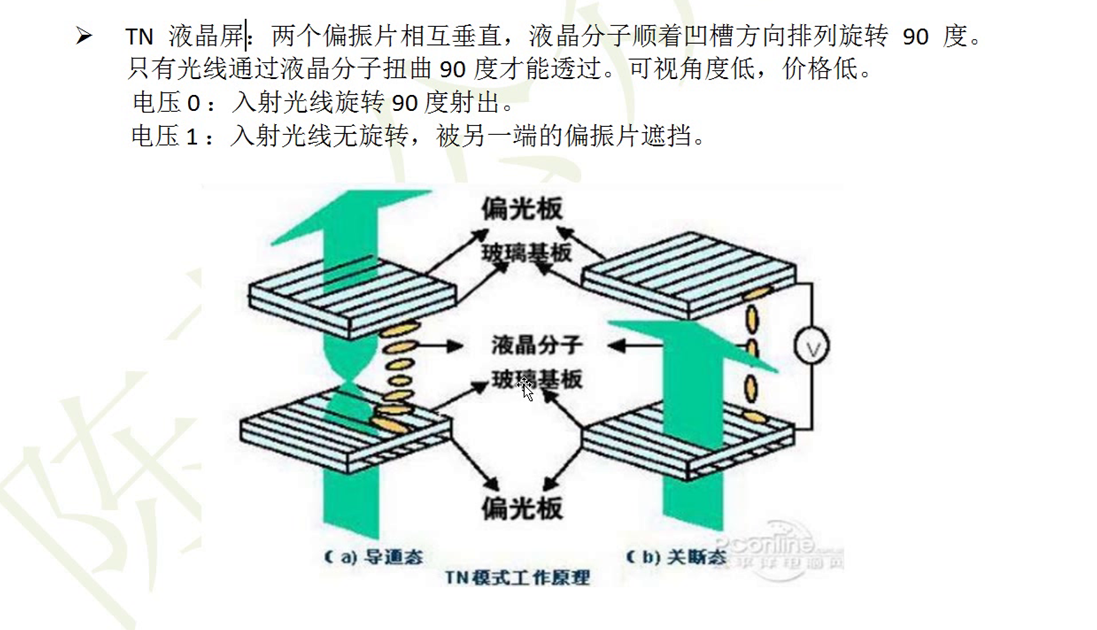 ➤ TN 液晶屏：两个偏振片相互垂直，液晶分子顺着凹槽方向排列旋转 90 度。
只有光线通过液晶分子扭曲 90 度才能透过。可视角度低，价格低。
电压 0：入射光线旋转 90 度射出。
电压 1：入射光线无旋转，被另一端的偏振片遮挡。
偏光板
玻璃基板
液晶分子
V
玻璃基板
偏光板
(a) 导通态
(b) 关断态
TN模式工作原理
PConline
太平洋电脑网